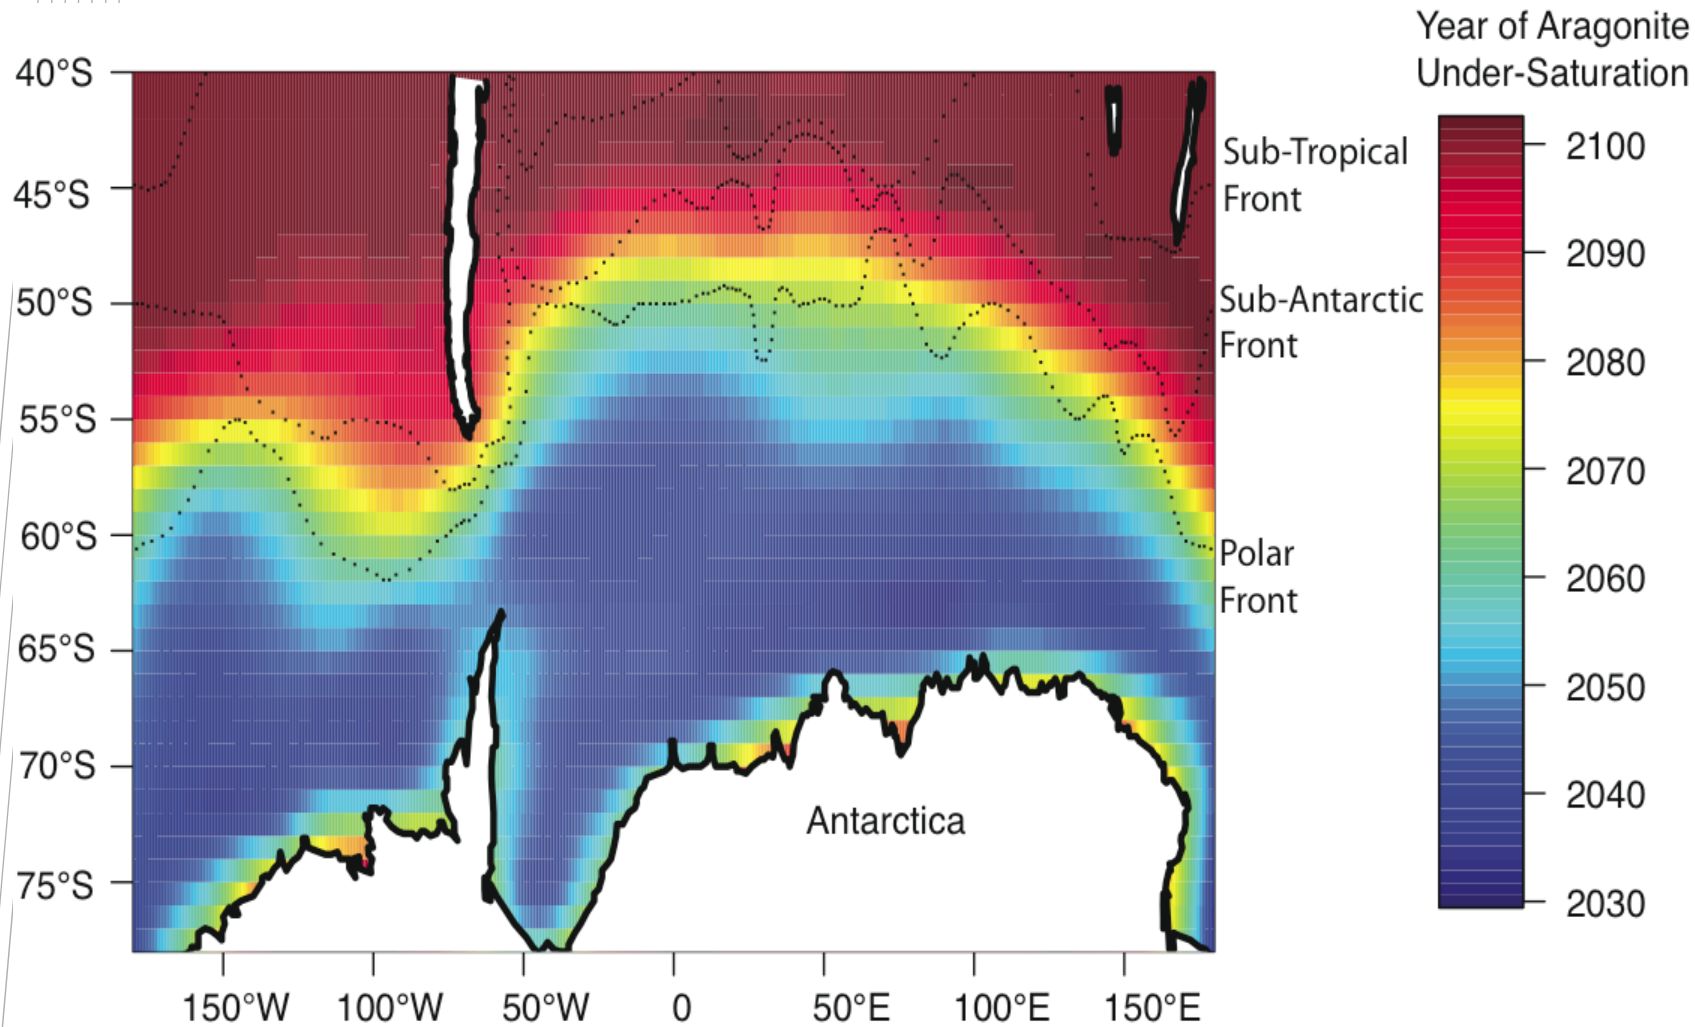 Year of Aragonite
Under-Saturation
40°S
45°S
50°S
55°S
60°S
65°S
70°S
75°S
150°W
100°W
50°W
0
50°E
100°E
150°E
Sub-Tropical
Front
Sub-Antarctic
Front
Polar
Front
Antarctica
2100
2090
2080
2070
2060
2050
2040
2030